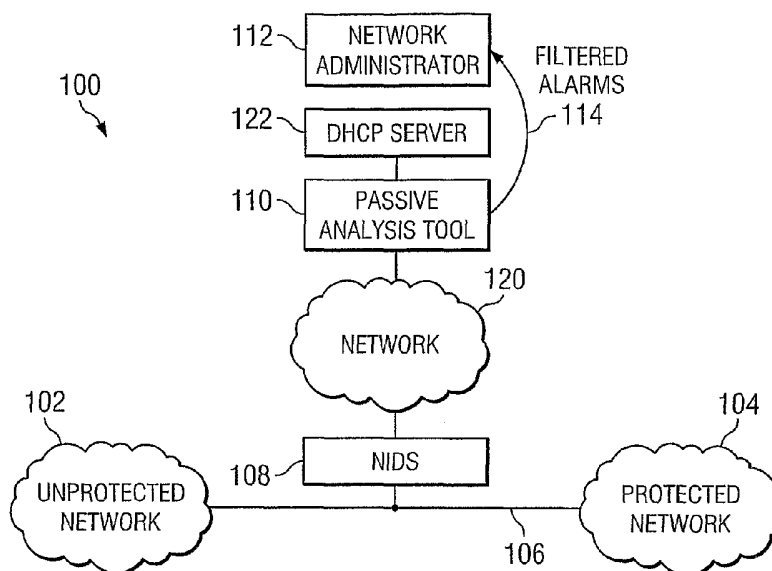 112
NETWORK
ADMINISTRATOR
FILTERED
ALARMS
114
100
122
DHCP SERVER
110
PASSIVE
ANALYSIS TOOL
120
NETWORK
102
104
108
NIDS
UNPROTECTED
NETWORK
PROTECTED
NETWORK
106